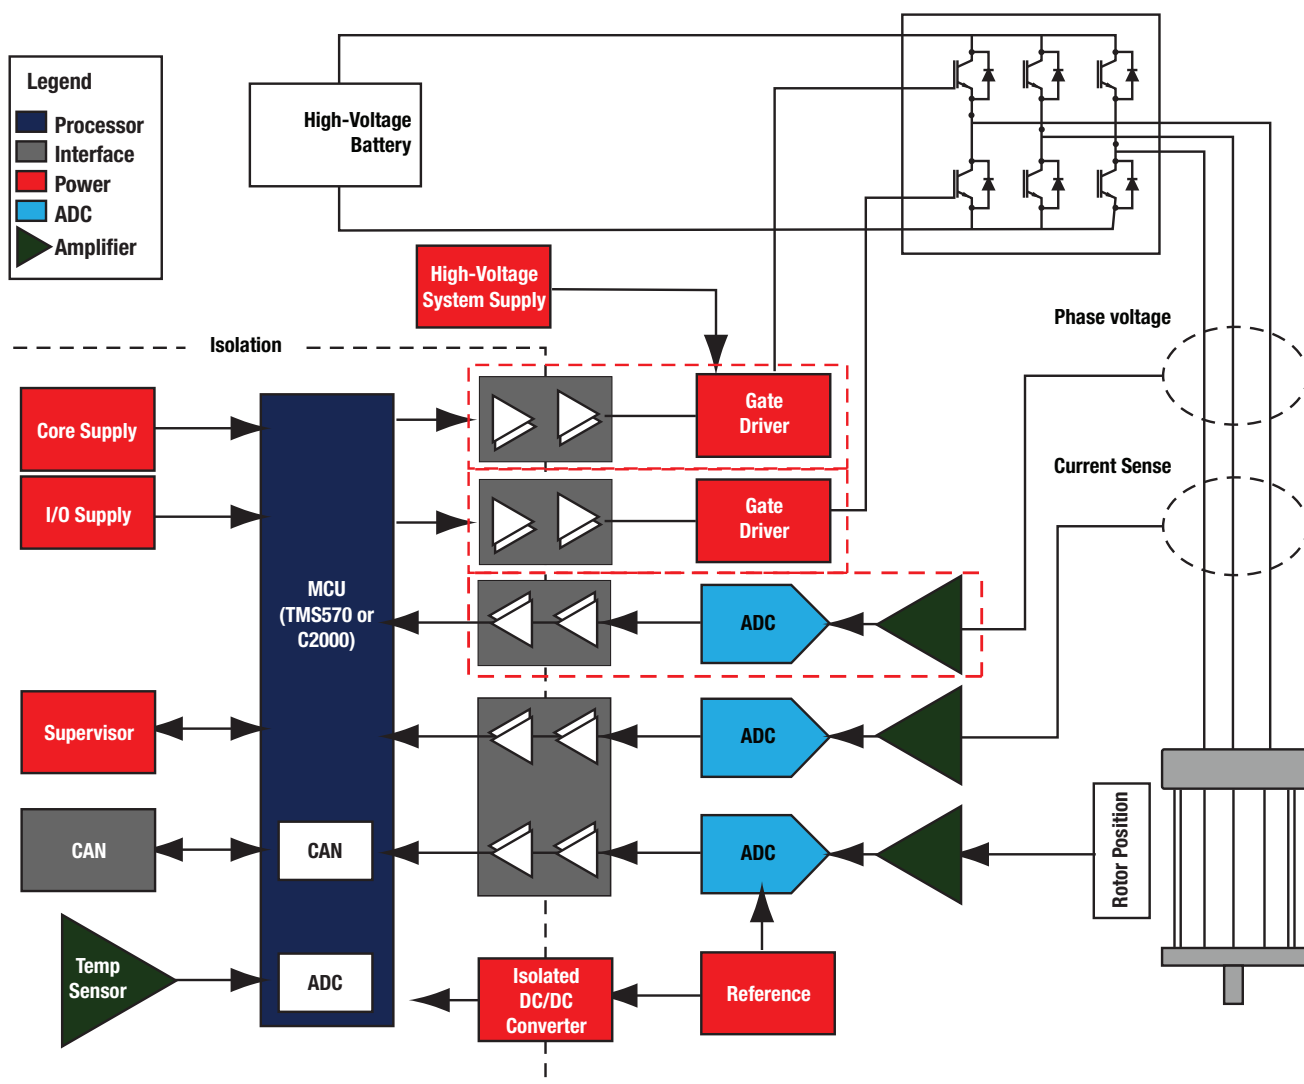 Legend
Processor
Interface
Power
ADC
Amplifier
High-Voltage
Battery
High-Voltage
System Supply
Phase voltage
Isolation
Core Supply
Gate
Driver
Current Sense
I/O Supply
Gate
Driver
MCU
(TMS570 or
C2000)
ADC
Supervisor
ADC
CAN
CAN
ADC
Rotor Position
Temp
Sensor
ADC
Isolated
DC/DC
Converter
Reference